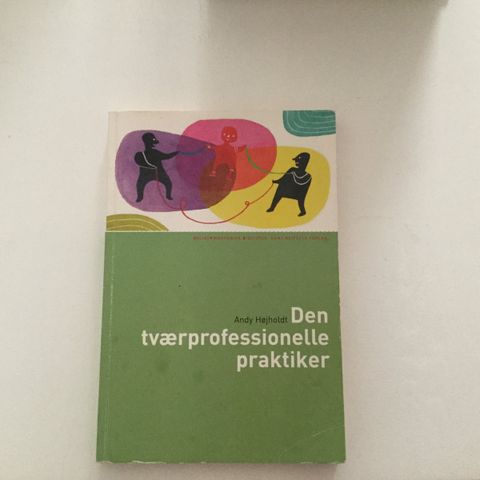 Andy Højholdt Den
tværprofessionelle
praktiker